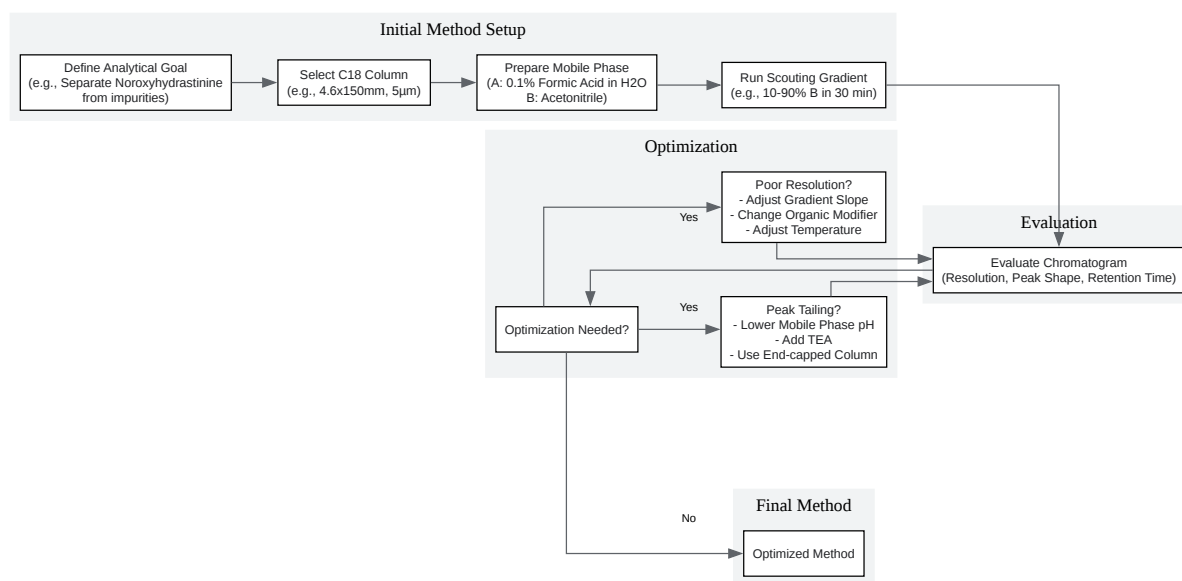 Initial Method Setup
Define Analytical Goal
(e.g., Separate Noroxyhydrastinine
from impurities)
Select C18 Column
(e.g., 4.6x150mm, 5µm)
Prepare Mobile Phase
(A: 0.1% Formic Acid in H2O
B: Acetonitrile)
Run Scouting Gradient
(e.g., 10-90% B in 30 min)
Optimization
Poor Resolution?
- Adjust Gradient Slope
- Change Organic Modifier
- Adjust Temperature
Yes
Evaluation
Evaluate Chromatogram
(Resolution, Peak Shape, Retention Time)
Optimization Needed?
Yes
Peak Tailing?
- Lower Mobile Phase pH
- Add TEA
- Use End-capped Column
No
Final Method
Optimized Method